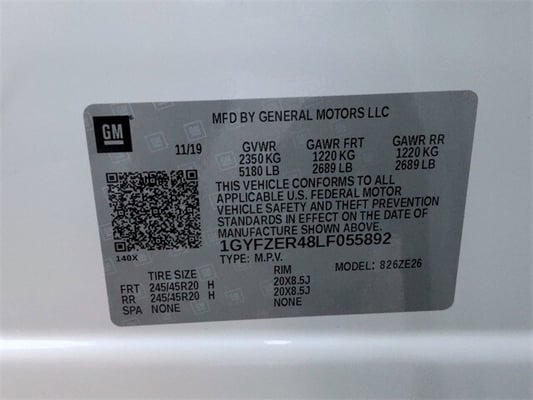 GM
MFD BY GENERAL MOTORS LLC
11/19
GVWR GAWR FRT GAWR RR
2350 KG 1220 KG 1220 KG
5180 LB 2689 LB 2689 LB
THIS VEHICLE CONFORMS TO ALL
APPLICABLE U.S. FEDERAL MOTOR
VEHICLE SAFETY AND THEFT PREVENTION
STANDARDS IN EFFECT ON THE DATE OF
MANUFACTURE SHOWN ABOVE.
1GYFZER48LF055892
140X
TYPE: M.P.V. MODEL: 826ZE26
TIRE SIZE RIM
FRT 245/45R20 H 20X8.5J
RR 245/45R20 H 20X8.5J
SPA NONE NONE